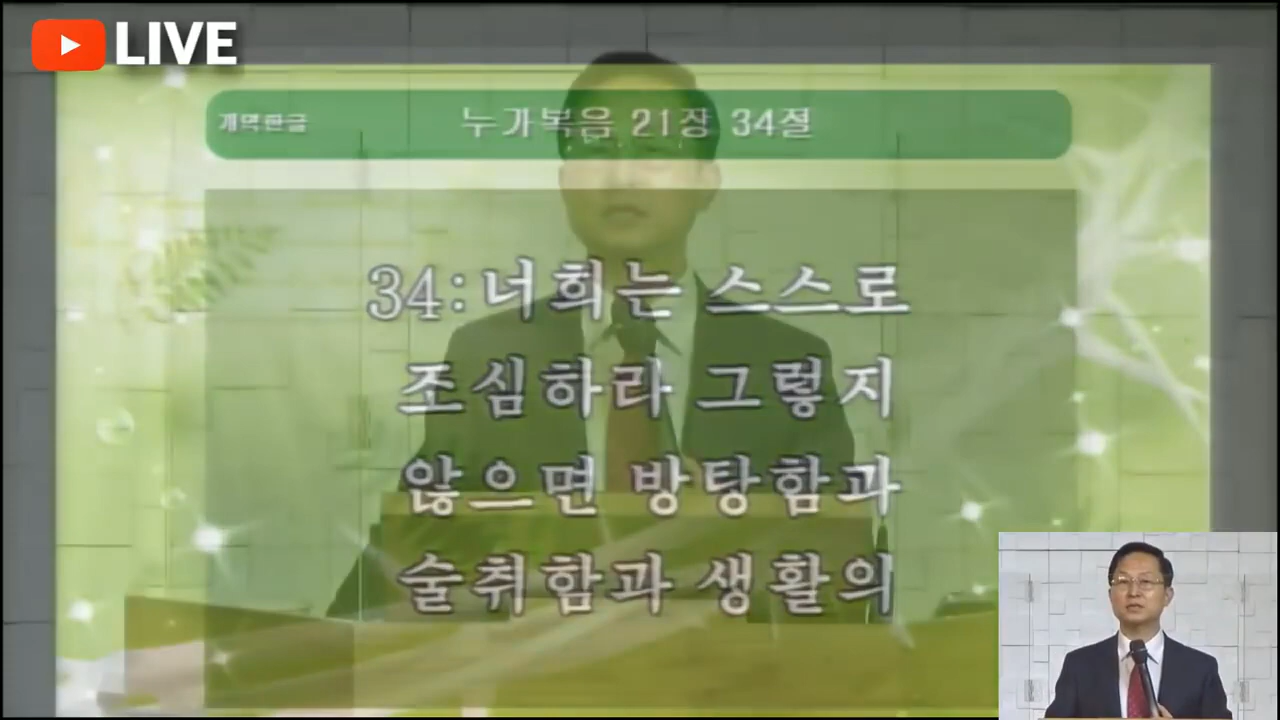 LIVE
개역한글
누가복음 21장 34절
34: 너희는 스스로
조심하라 그렇지
않으면 방탕함과
술취함과 생활의